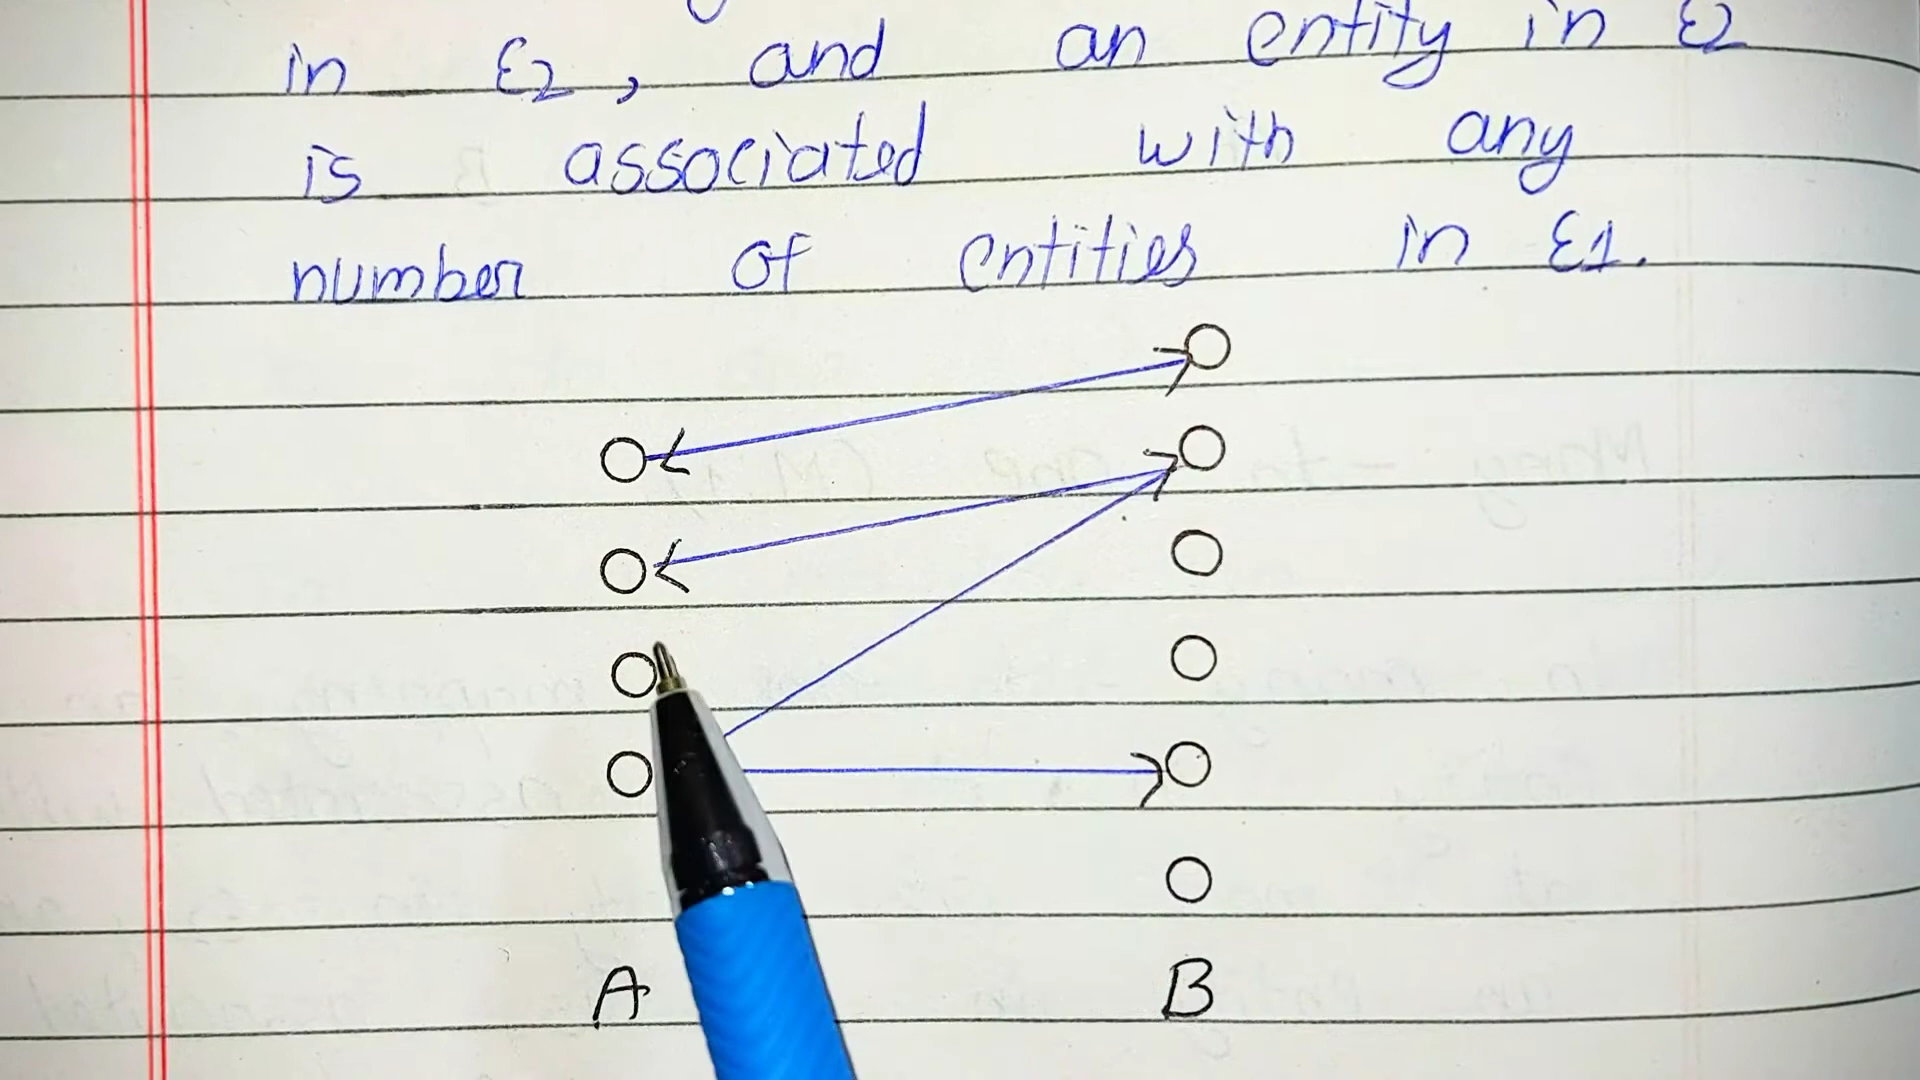 in E2, and an entity in E2
is associated with any
number of entities in E1.
A B